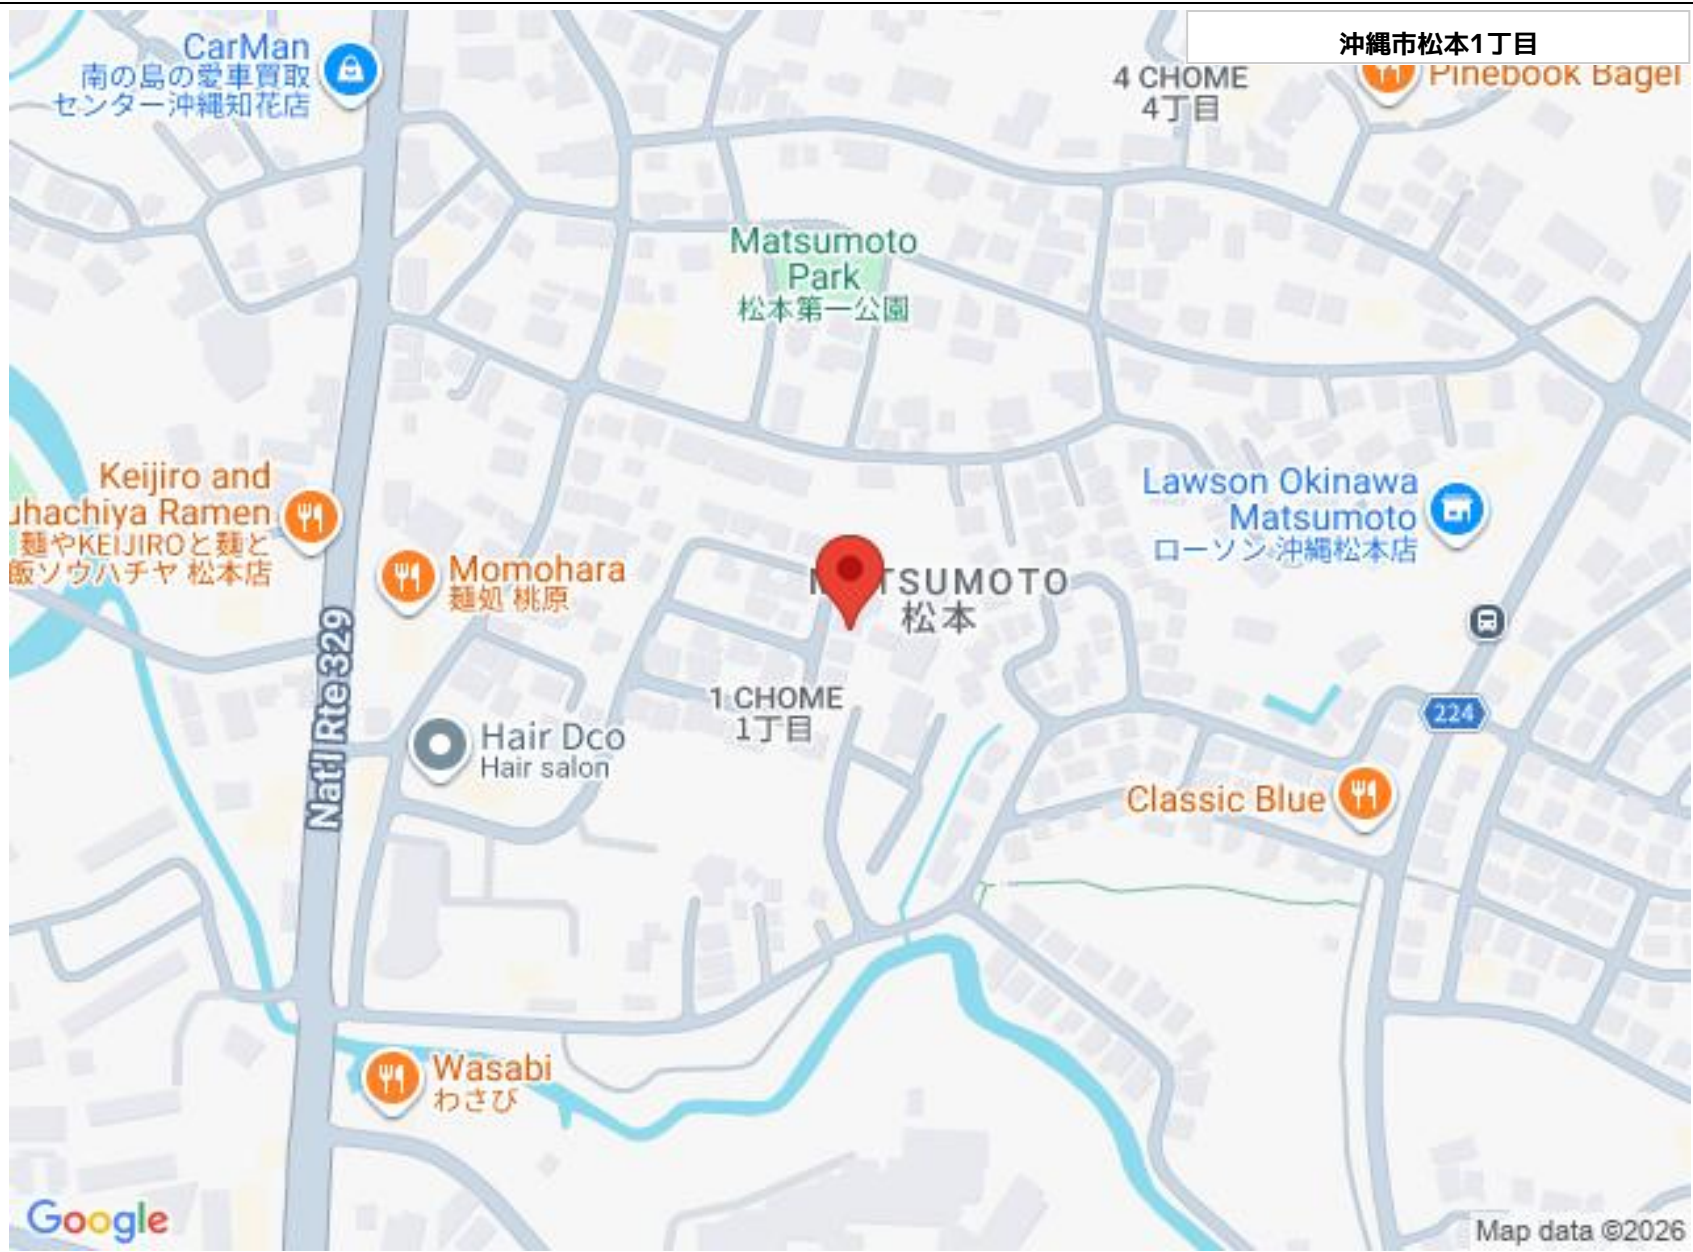 沖縄市松本1丁目
CarMan
南の島の愛車買取
センター沖縄知花店
4 CHOME
4丁目
Pinebook Bagel
Matsumoto
Park
松本第一公園
Keijiro and
uhachiya Ramen
麺やKEIJIROと麺と
飯ソウハチヤ 松本店
Momohara
麺処 桃原
Lawson Okinawa
Matsumoto
ローソン 沖縄松本店
TSUMOTO
松本
Nat'l Rte 329
1 CHOME
1丁目
Hair Dco
Hair salon
224
Classic Blue
Wasabi
わさび
Google
Map data ©2026